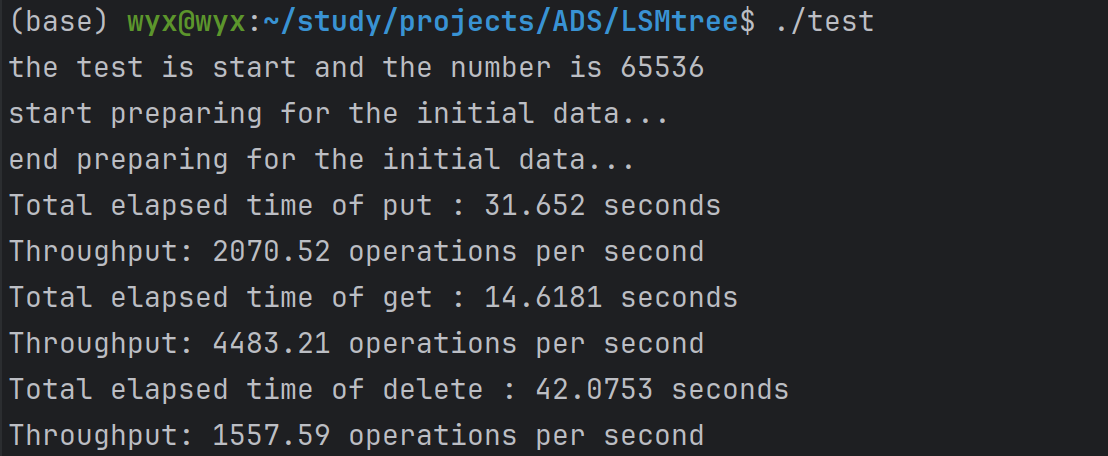 (base) wyx@wyx:~/study/projects/ADS/LSMtree$ ./test
the test is start and the number is 65536
start preparing for the initial data...
end preparing for the initial data...
Total elapsed time of put : 31.652 seconds
Throughput: 2070.52 operations per second
Total elapsed time of get : 14.6181 seconds
Throughput: 4483.21 operations per second
Total elapsed time of delete : 42.0753 seconds
Throughput: 1557.59 operations per second